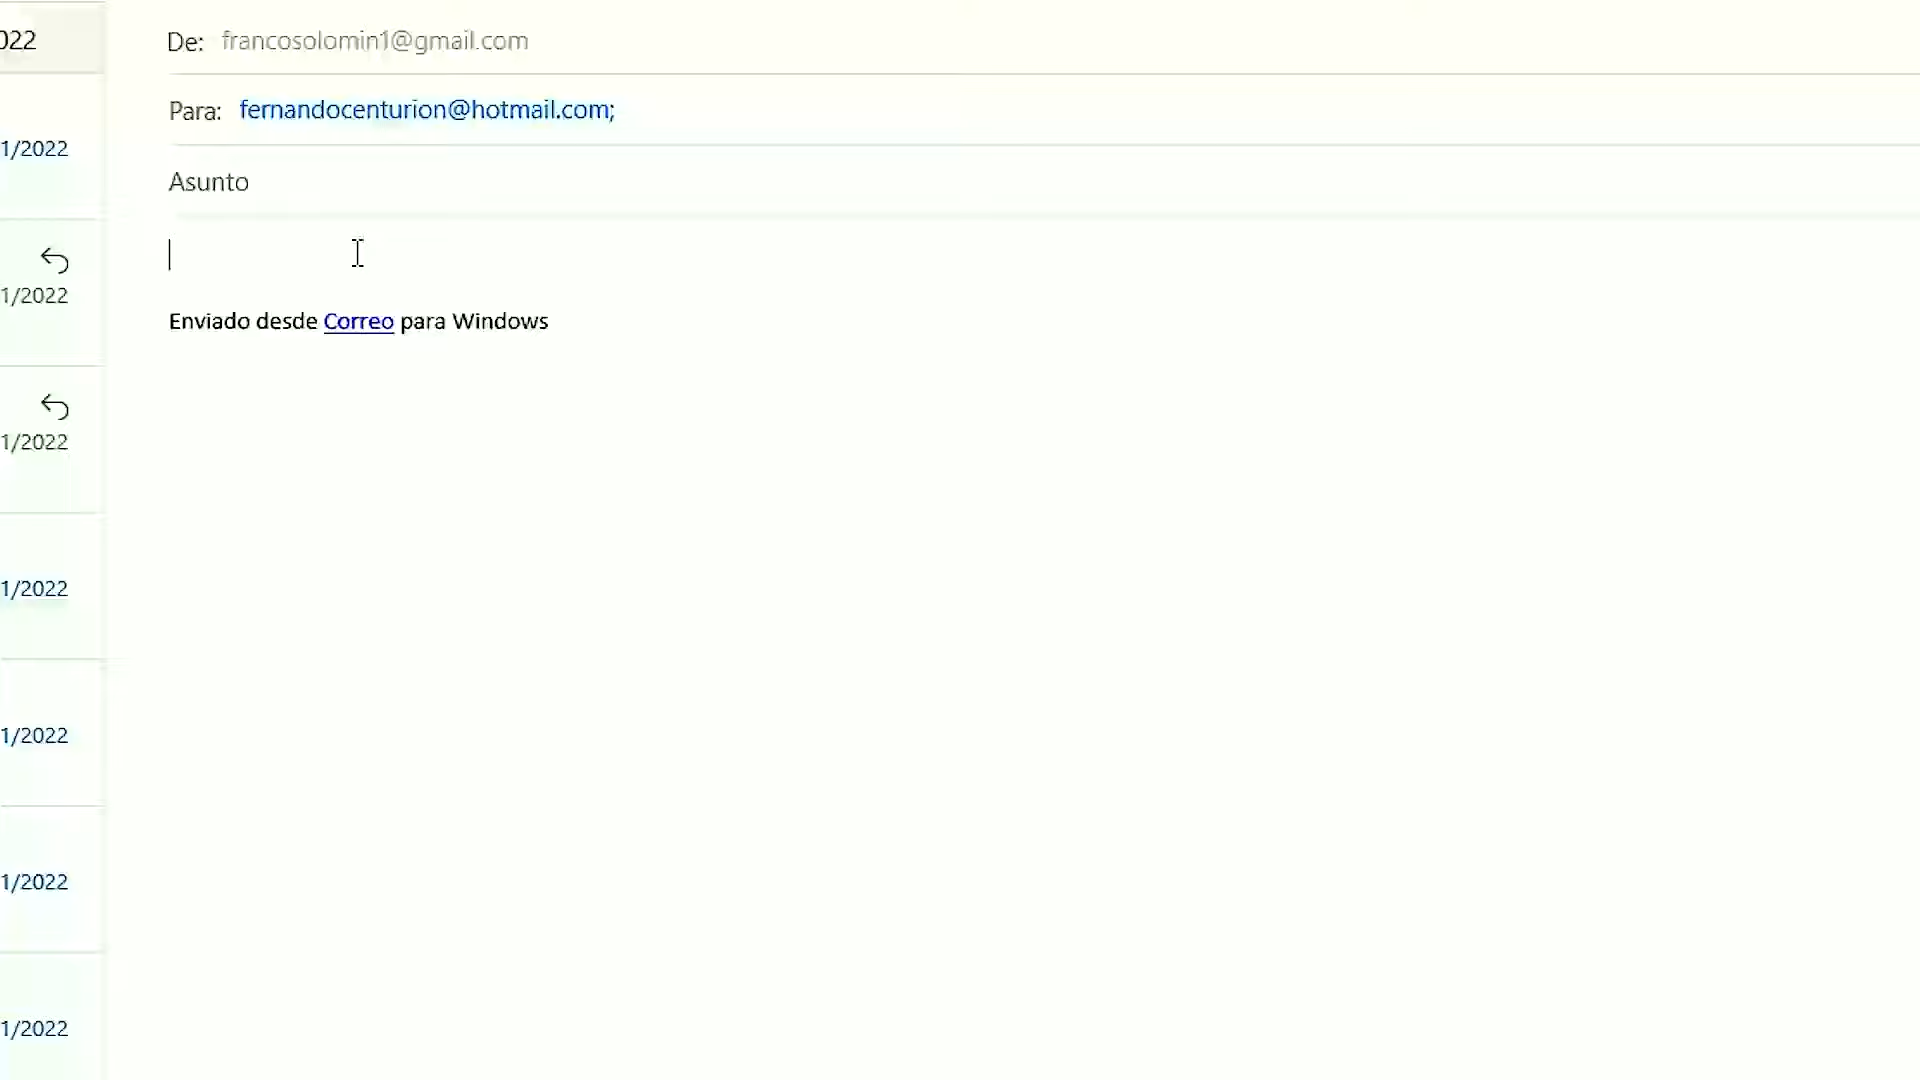 022
De: francosolomin1@gmail.com
Para: fernandocenturion@hotmail.com;
1/2022
Asunto
1/2022
Enviado desde Correo para Windows
1/2022
1/2022
1/2022
1/2022
1/2022